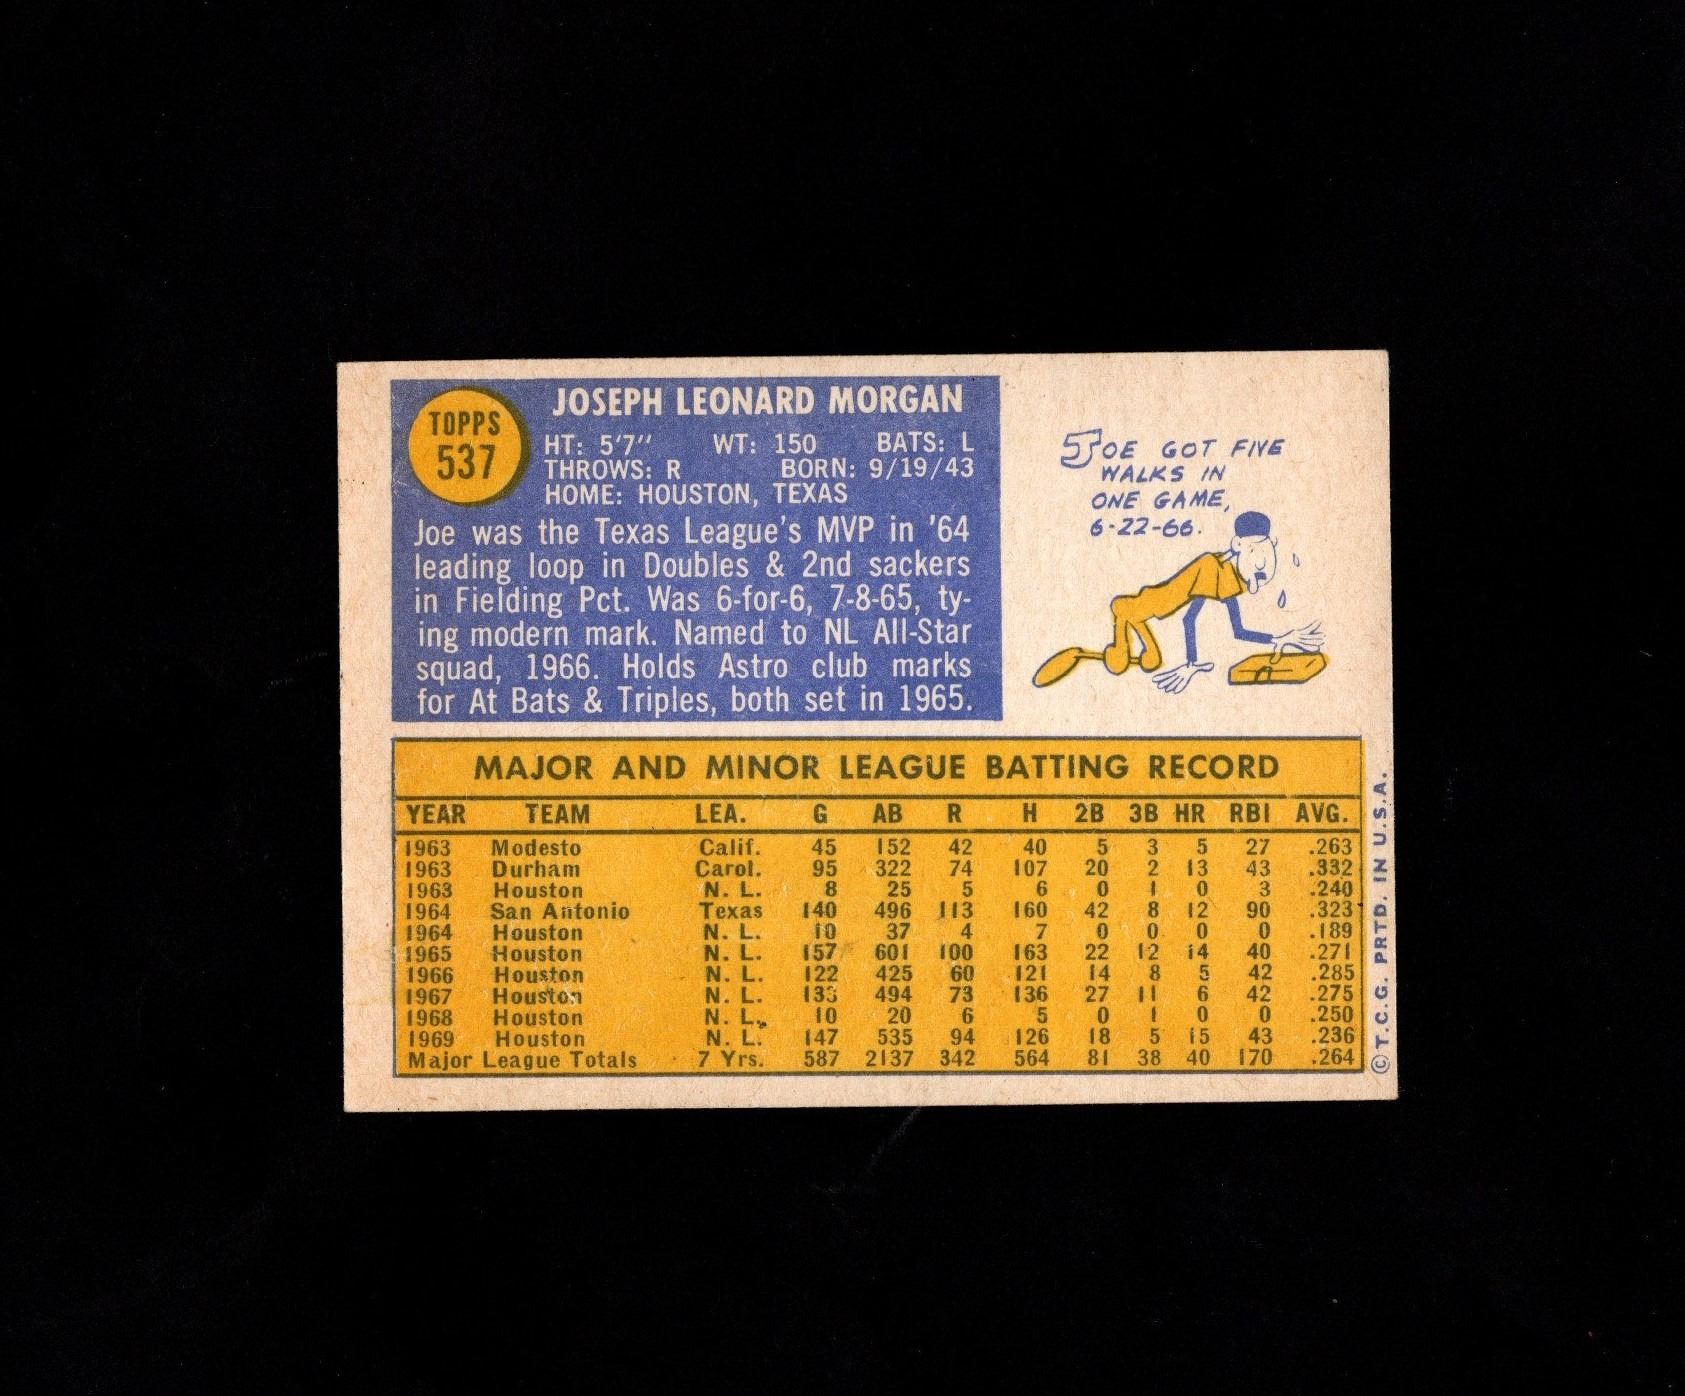 TOPPS
537
JOSEPH LEONARD MORGAN
HT: 5'7" WT: 150 BATS: L
THROWS: R BORN: 9/19/43
HOME: HOUSTON, TEXAS
Joe was the Texas League's MVP in '64
leading loop in Doubles & 2nd sackers
in Fielding Pct. Was 6-for-6, 7-8-65, ty-
ing modern mark. Named to NL All-Star
squad, 1966. Holds Astro club marks
for At Bats & Triples, both set in 1965.
JOE GOT FIVE
WALKS IN
ONE GAME,
6-22-66.
MAJOR AND MINOR LEAGUE BATTING RECORD
YEAR TEAM LEA. G AB R H 2B 3B HR RBI AVG.
1963 Modesto Calif. 45 152 42 40 5 3 5 27 .263
1963 Durham Carol. 95 322 74 107 20 2 13 43 .332
1963 Houston N. L. 8 25 5 6 0 1 0 3 .240
1964 San Antonio Texas 140 496 113 160 42 8 12 90 .323
1964 Houston N. L. 10 37 4 7 0 0 0 0 .189
1965 Houston N. L. 157 601 100 163 22 12 14 40 .271
1966 Houston N. L. 122 425 60 121 14 8 5 42 .285
1967 Houston N. L. 133 494 73 136 27 11 6 42 .275
1968 Houston N. L. 10 20 6 5 0 1 0 0 .250
1969 Houston N. L. 147 535 94 126 18 5 15 43 .236
Major League Totals 7 Yrs. 587 2137 342 564 81 38 40 170 .264
© T.C.G. PRTD. IN U.S.A.